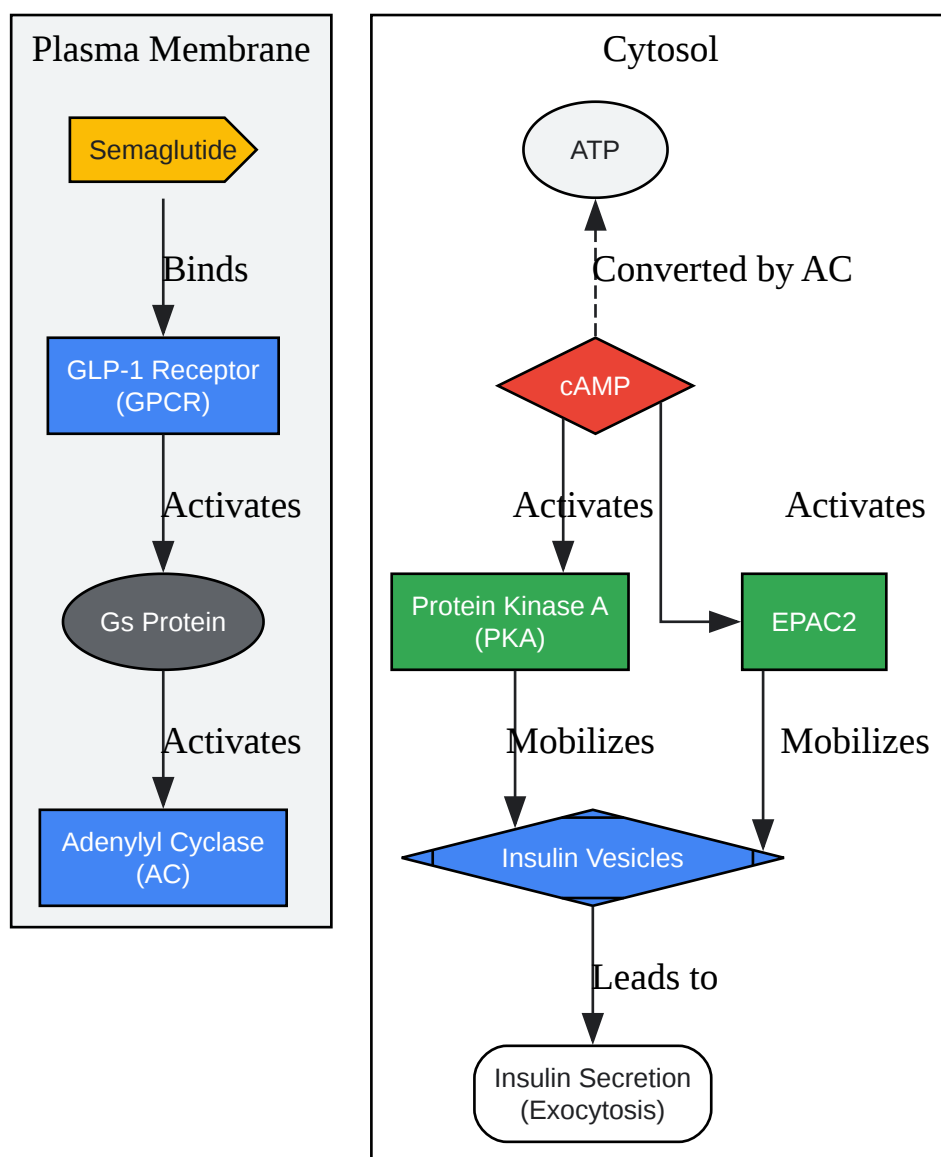 Plasma Membrane
Semaglutide
Binds
GLP-1 Receptor
(GPCR)
Activates
Gs Protein
Activates
Adenylyl Cyclase
(AC)
Cytosol
ATP
Converted by AC
cAMP
Activates
Activates
Protein Kinase A
(PKA)
EPAC2
Mobilizes
Mobilizes
Insulin Vesicles
Leads to
Insulin Secretion
(Exocytosis)